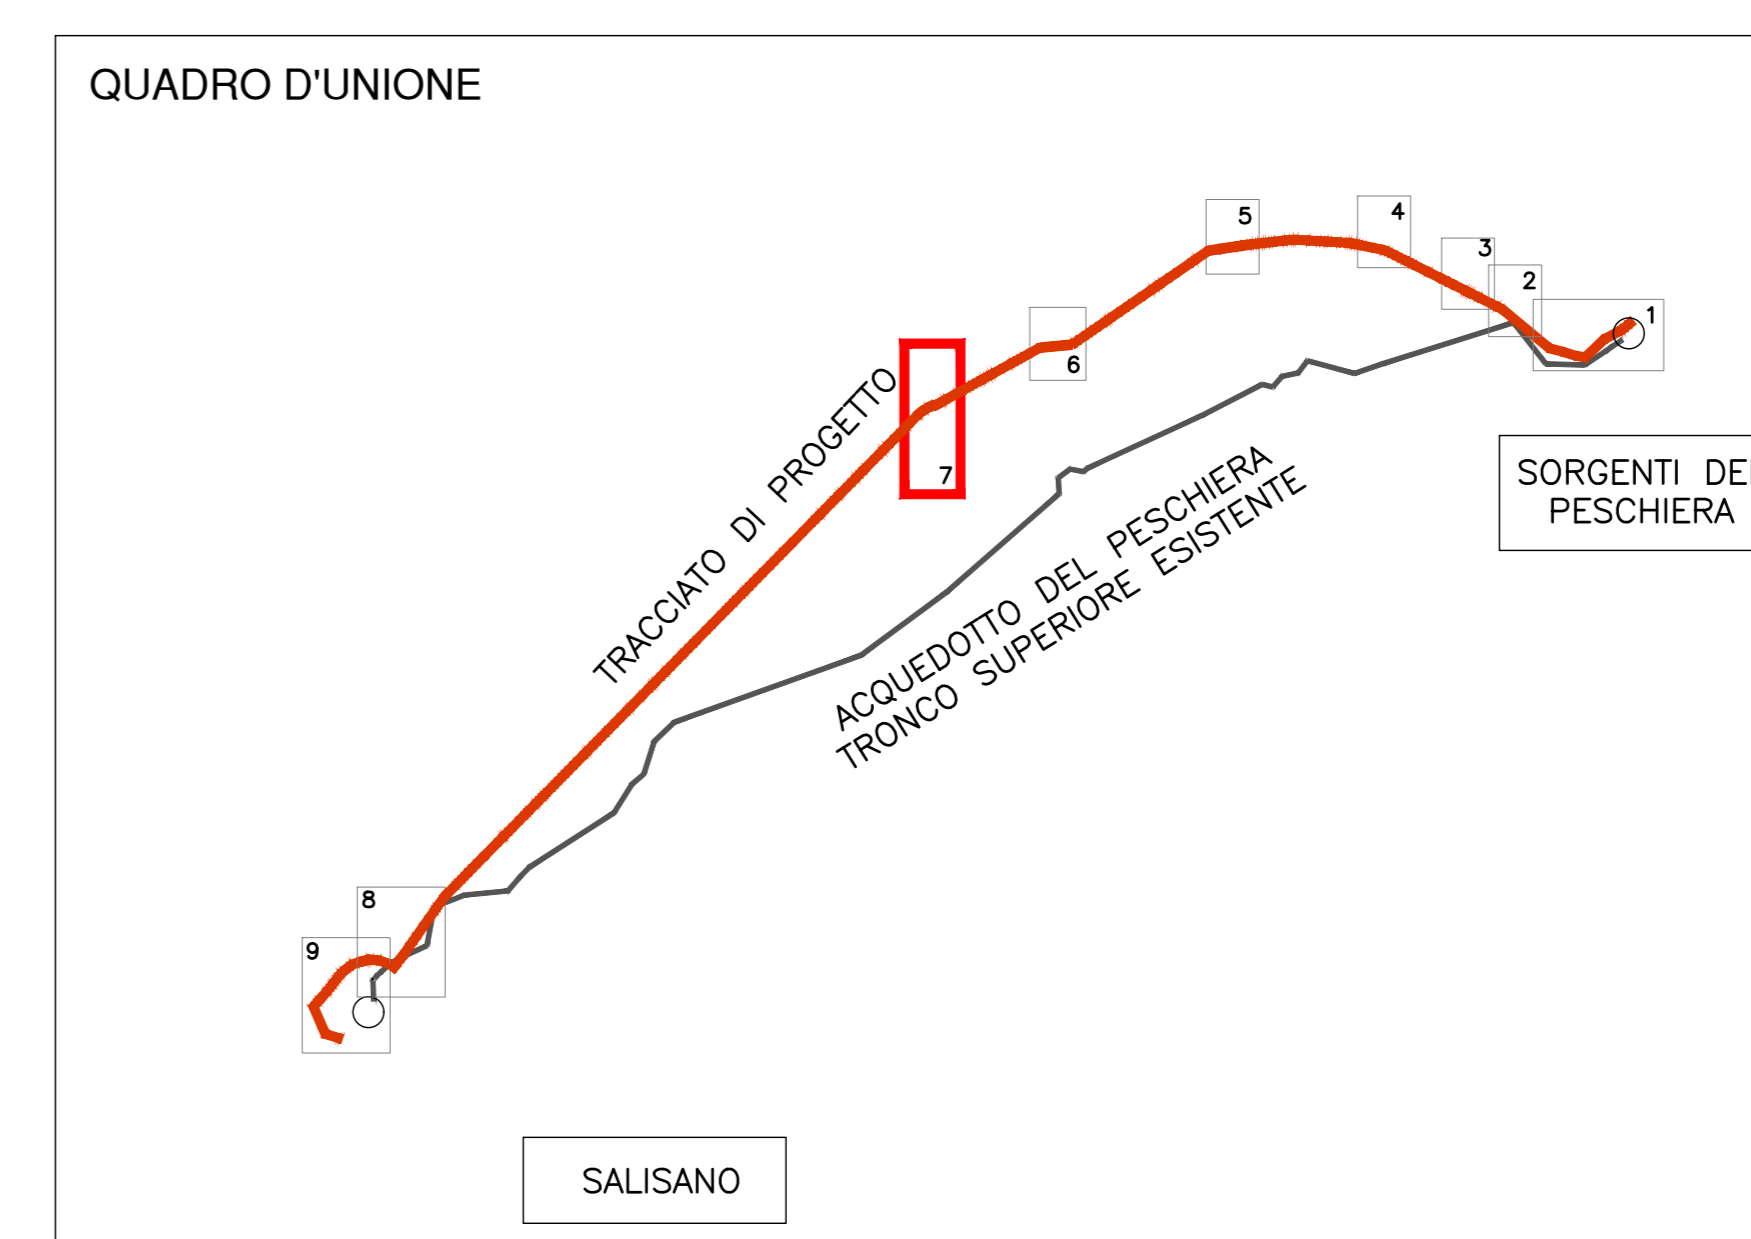 QUADRO D'UNIONE
5
4
3
2
1
6
7
TRACCIATO DI PROGETTO
SORGENTI
PESCHIERA
ACQUEDOTTO DEL PESCHIERA
TRONCO SUPERIORE ESISTENTE
8
9
SALISANO